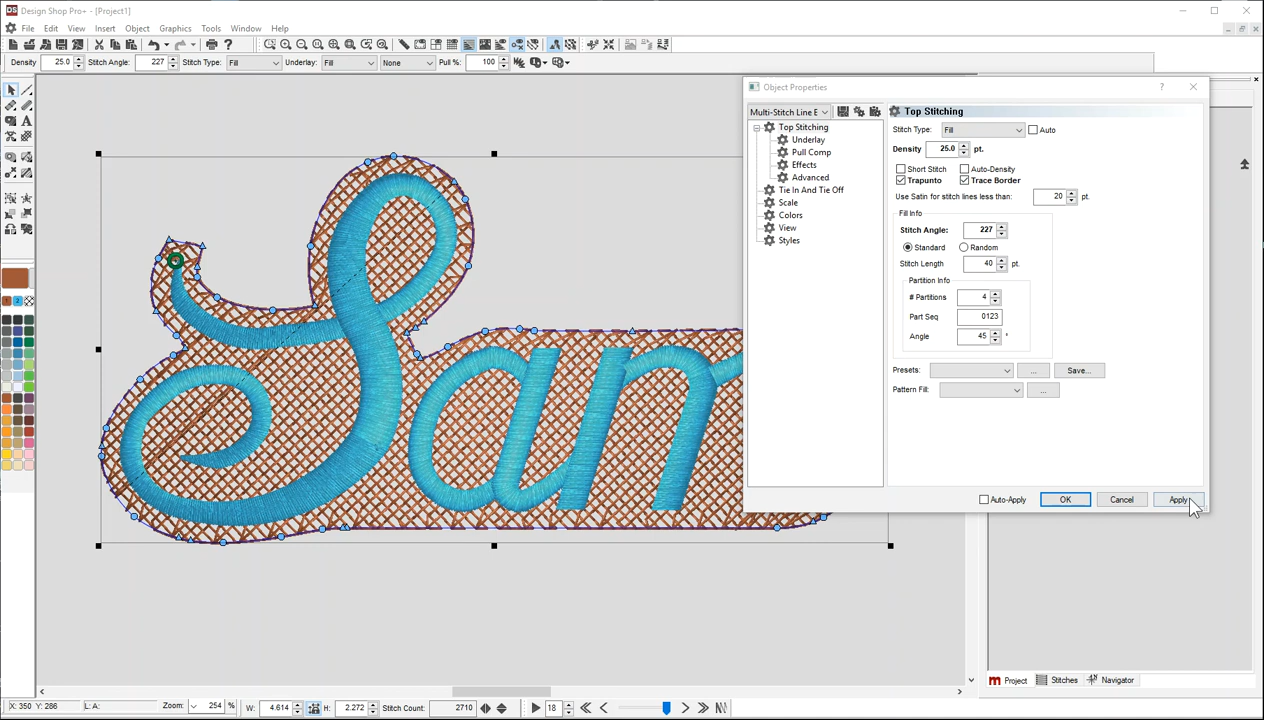 DS Design Shop Pro+ - [Project1]
File Edit View Insert Object Graphics Tools Window Help
Density 25.0 Stitch Angle: 227 Stitch Type: Fill Underlay: Fill None Pull % 100
Object Properties
?
Multi-Stitch Line E
Top Stitching
Underlay
Pull Comp
Effects
Advanced
Tie In And Tie Off
Scale
Colors
View
Styles
Top Stitching
Stitch Type: Fill Auto
Density 25.0 pt.
Short Stitch Auto-Density
Trapunto Trace Border
Use Satin for stitch lines less than: 20 pt.
Fill Info
Stitch Angle: 227
Standard Random
Stitch Length 40 pt.
Partition Info
# Partitions 4
Part Seq 0123
Angle 45 °
Presets: ... Save...
Pattern Fill: ...
Auto-Apply OK Cancel Apply
San
Project Stitches Navigator
X: 350 Y: 286 L: A: Zoom: 254 % W: 4.614 H: 2.272 Stitch Count: 2710 18